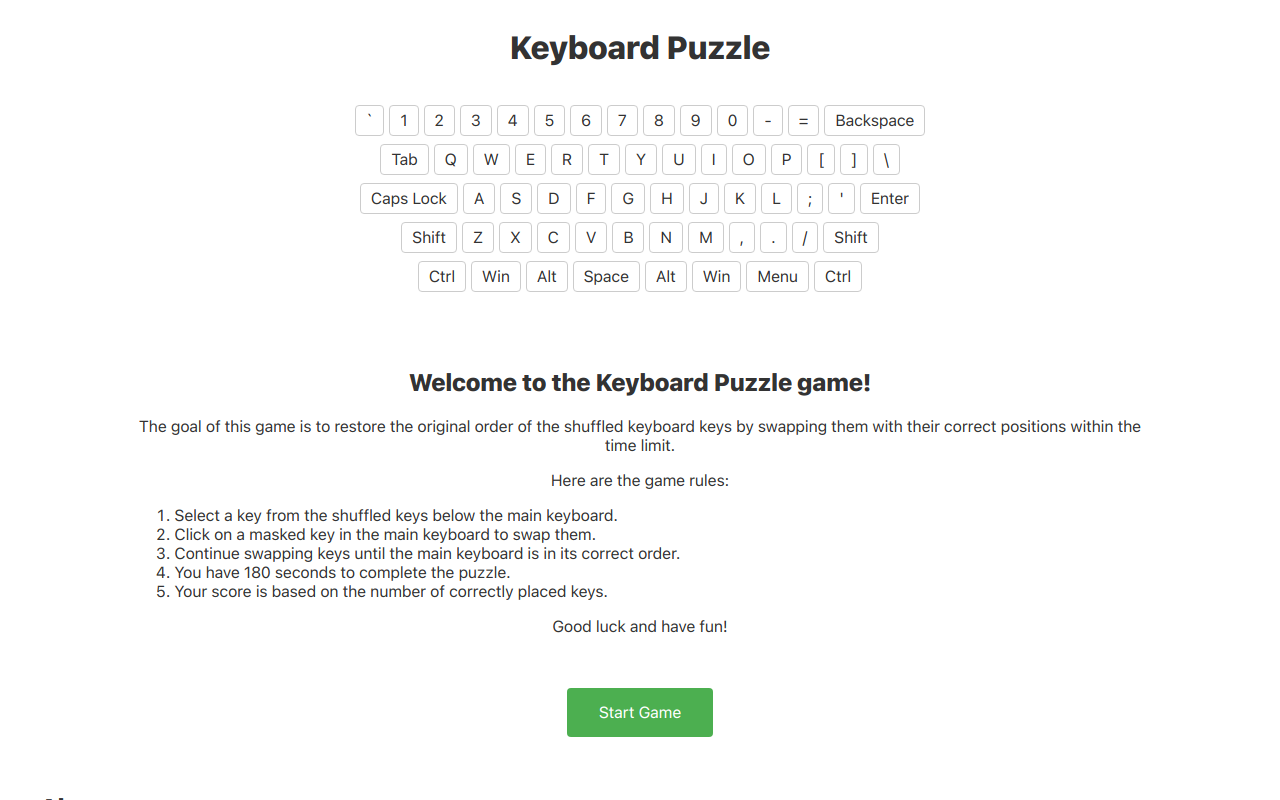 Keyboard Puzzle
` 1 2 3 4 5 6 7 8 9 0 - = Backspace
Tab Q W E R T Y U I O P [ ] \
Caps Lock A S D F G H J K L ; ' Enter
Shift Z X C V B N M , . / Shift
Ctrl Win Alt Space Alt Win Menu Ctrl
Welcome to the Keyboard Puzzle game!
The goal of this game is to restore the original order of the shuffled keyboard keys by swapping them with their correct positions within the
time limit.
Here are the game rules:
1. Select a key from the shuffled keys below the main keyboard.
2. Click on a masked key in the main keyboard to swap them.
3. Continue swapping keys until the main keyboard is in its correct order.
4. You have 180 seconds to complete the puzzle.
5. Your score is based on the number of correctly placed keys.
Good luck and have fun!
Start Game